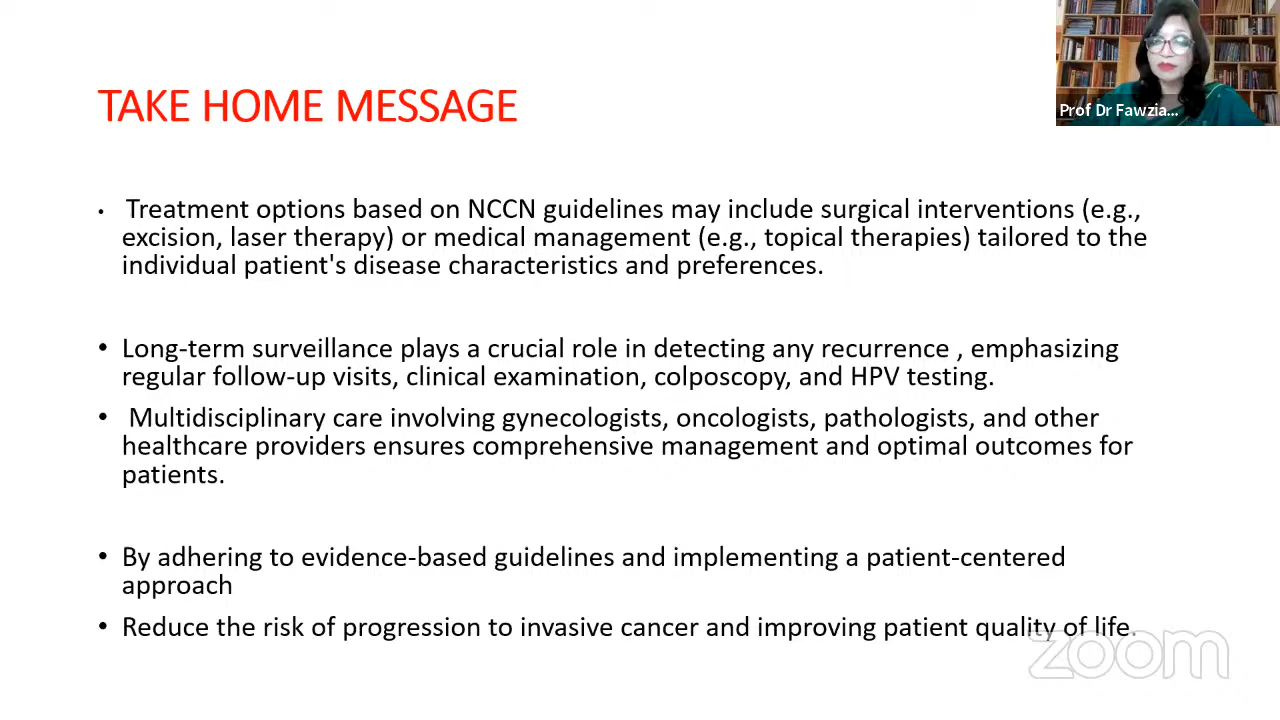 TAKE HOME MESSAGE
Prof Dr Fawzia...
• Treatment options based on NCCN guidelines may include surgical interventions (e.g.,
excision, laser therapy) or medical management (e.g., topical therapies) tailored to the
individual patient's disease characteristics and preferences.
• Long-term surveillance plays a crucial role in detecting any recurrence , emphasizing
regular follow-up visits, clinical examination, colposcopy, and HPV testing.
• Multidisciplinary care involving gynecologists, oncologists, pathologists, and other
healthcare providers ensures comprehensive management and optimal outcomes for
patients.
• By adhering to evidence-based guidelines and implementing a patient-centered
approach
• Reduce the risk of progression to invasive cancer and improving patient quality of life.
zoom